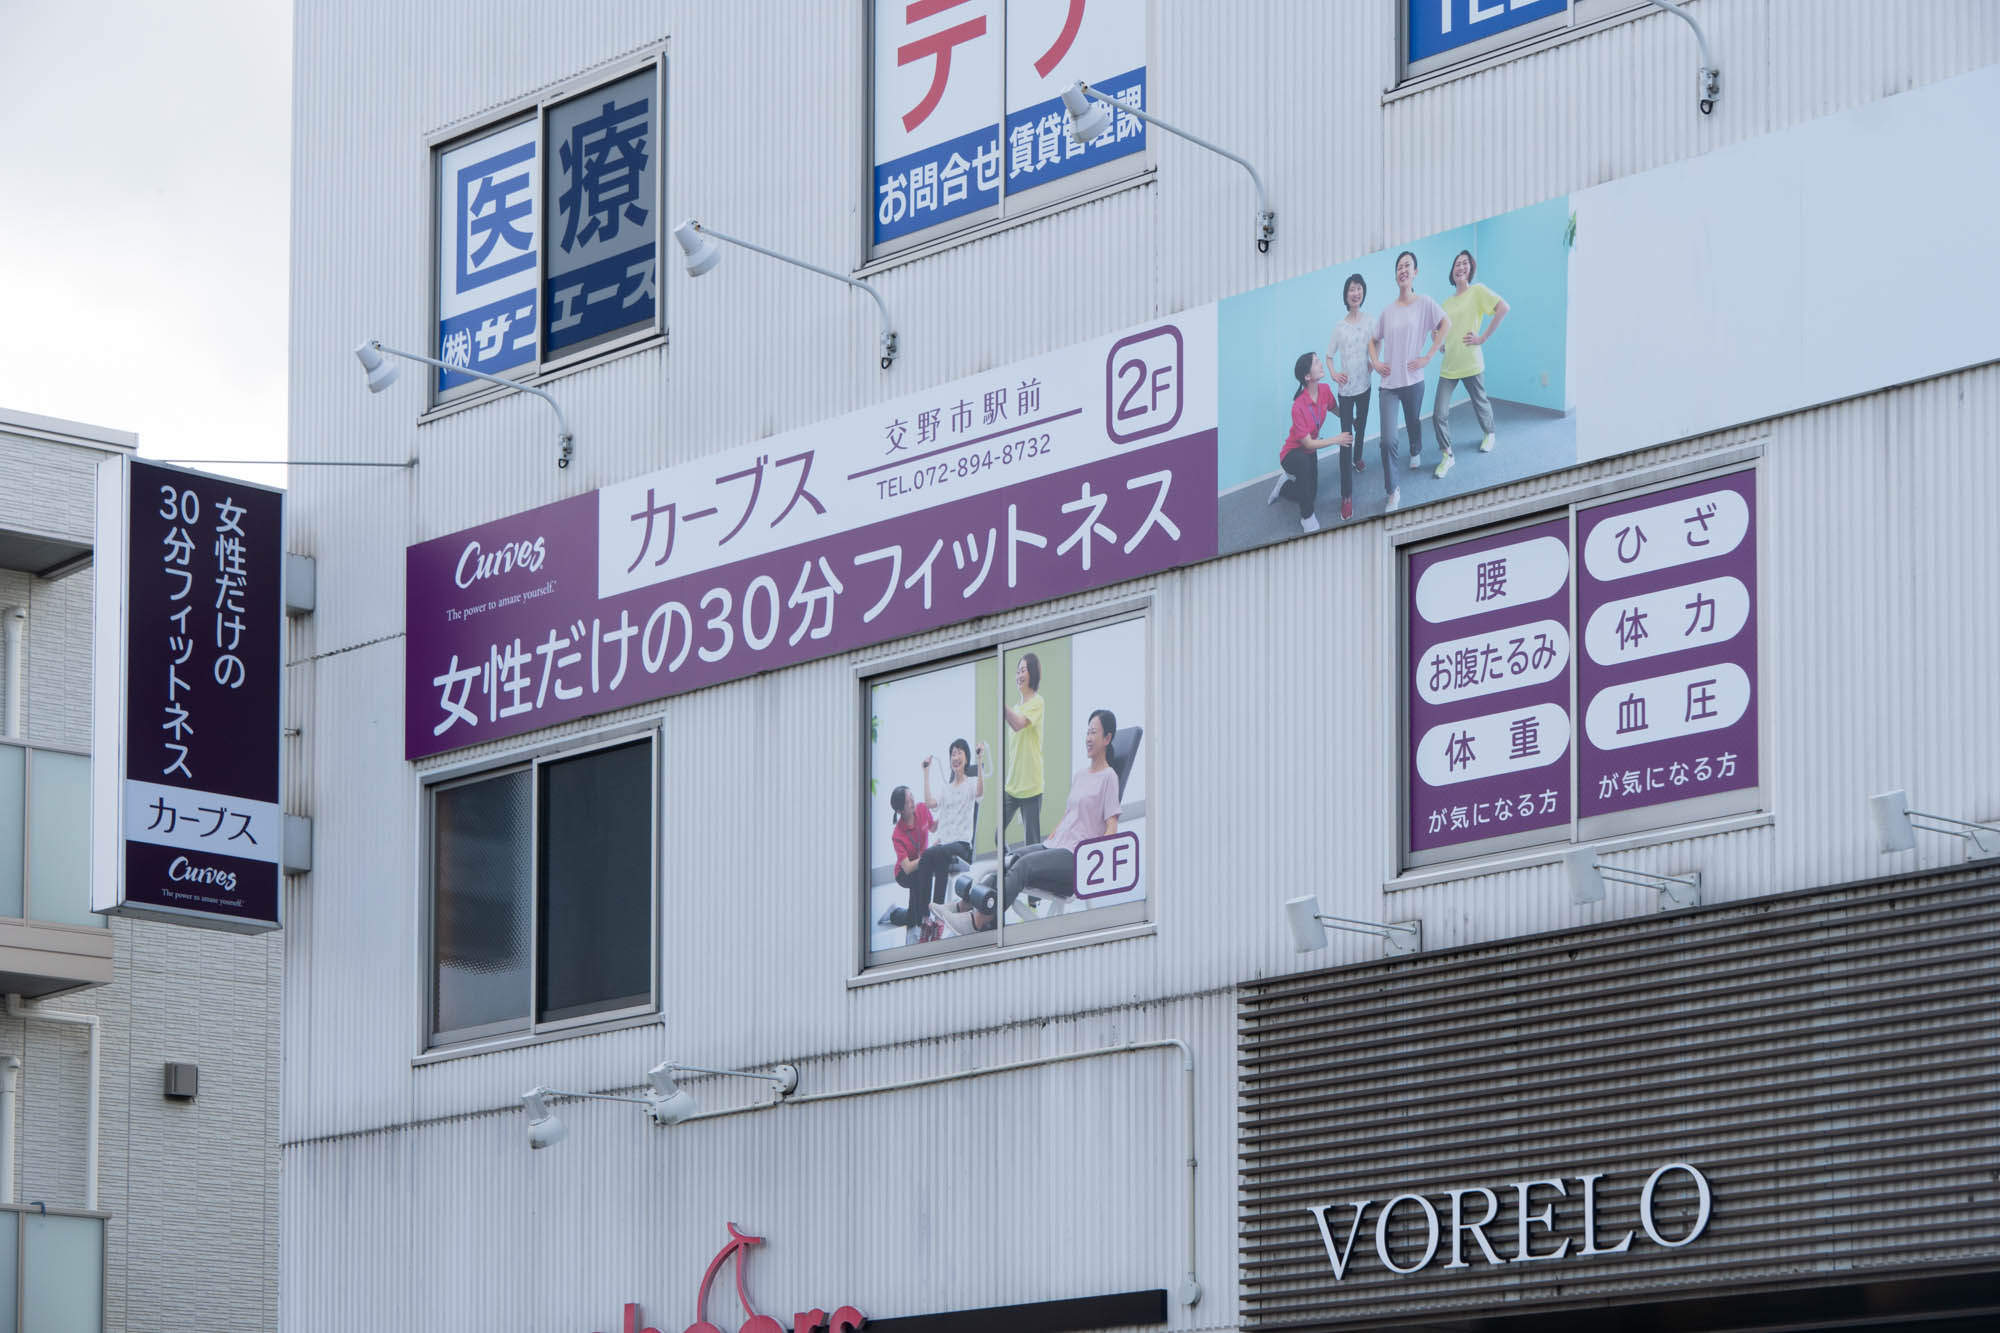 テナ
TEL
お問合せ 賃貸管理課
医療
(株)サンエース
カーブス
交野市駅前
TEL.072-894-8732
2F
Curves
The power to amaze yourself.
女性だけの30分フィットネス
女性だけの
30分フィットネス
カーブス
Curves
The power to amaze yourself.
2F
腰
お腹たるみ
体重
が気になる方
ひざ
体力
血圧
が気になる方
VORELO